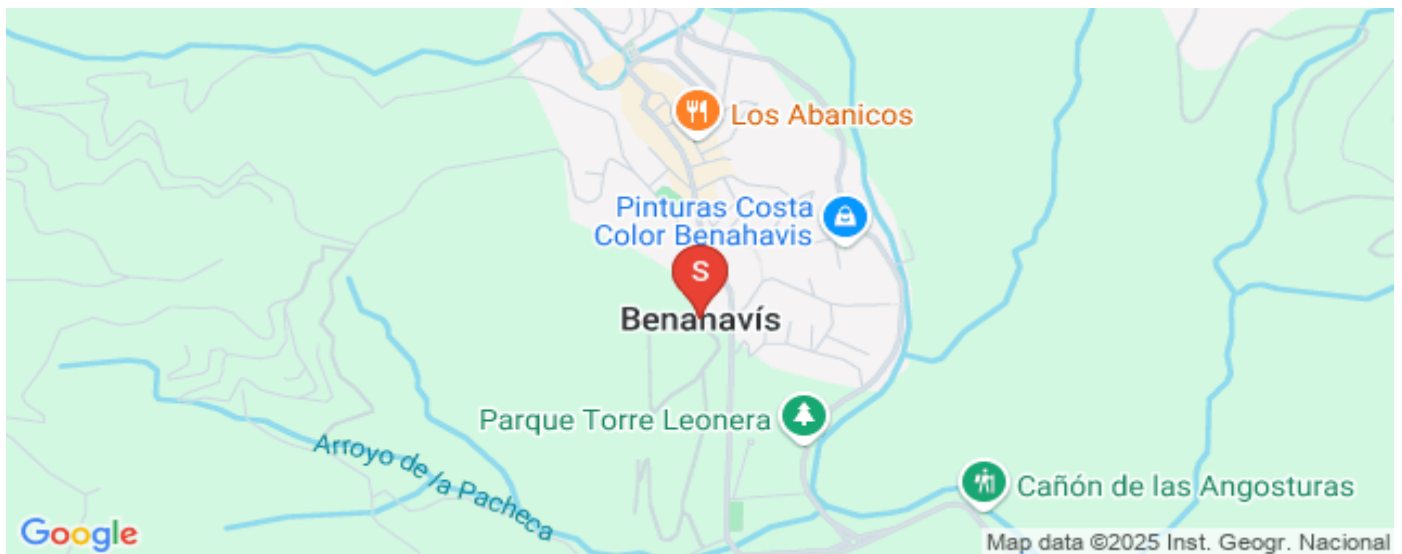 Los Abanicos
Pinturas Costa
Color Benahavis
S
Benahavís
Parque Torre Leonera
Arroyo de la Pacheca
Cañón de las Angosturas
Google
Map data ©2025 Inst. Geogr. Nacional